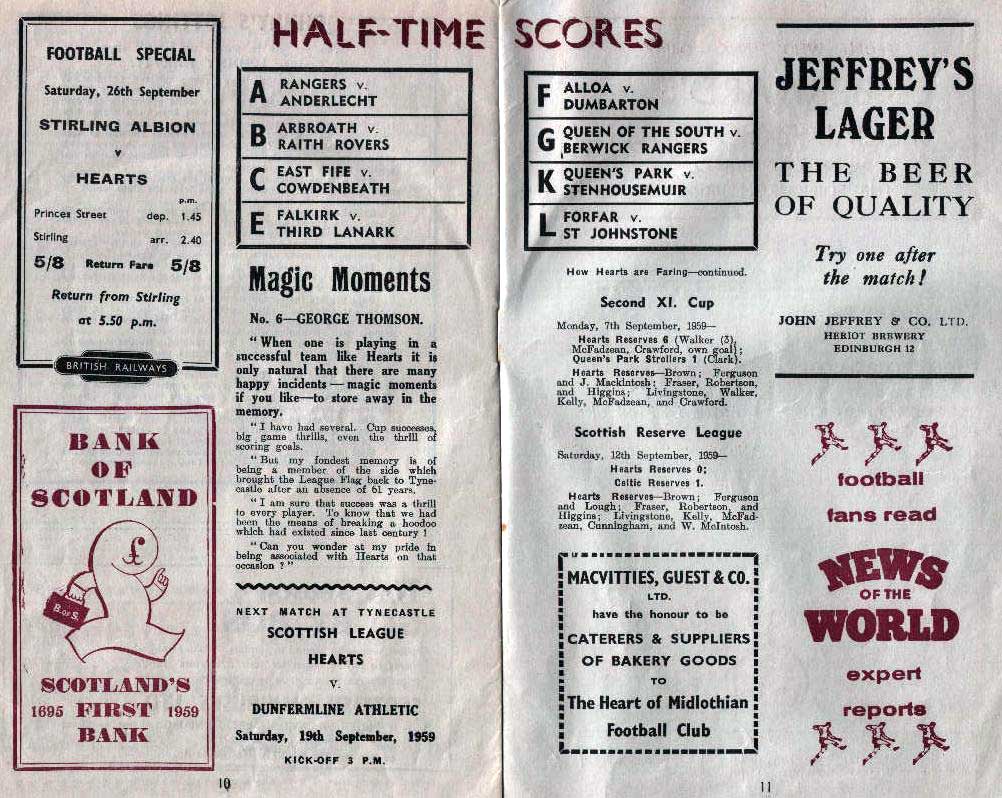 HALF-TIME SCORES
FOOTBALL SPECIAL
Saturday, 26th September
STIRLING ALBION
v
HEARTS
p.m.
Princes Street dep. 1.45
Stirling arr. 2.40
5/8 Return Fare 5/8
Return from Stirling
at 5.50 p.m.
BRITISH RAILWAYS
BANK
OF
SCOTLAND
£
B. OF S.
SCOTLAND'S
1695 FIRST 1959
BANK
A RANGERS v.
ANDERLECHT
B ARBROATH v.
RAITH ROVERS
C EAST FIFE v.
COWDENBEATH
E FALKIRK v.
THIRD LANARK
Magic Moments
No. 6—GEORGE THOMSON.
"When one is playing in a
successful team like Hearts it is
only natural that there are many
happy incidents — magic moments
if you like—to store away in the
memory.
"I have had several. Cup successes,
big game thrills, even the thrill of
scoring goals.
"But my fondest memory is of
being a member of the side which
brought the League Flag back to Tyne-
castle after an absence of 61 years.
"I am sure that success was a thrill
to every player. To know that we had
been the means of breaking a hoodoo
which had existed since last century !
"Can you wonder at my pride in
being associated with Hearts on that
occasion ?"
NEXT MATCH AT TYNECASTLE
SCOTTISH LEAGUE
HEARTS
v.
DUNFERMLINE ATHLETIC
Saturday, 19th September, 1959
KICK-OFF 3 P.M.
10
F ALLOA v.
DUMBARTON
G QUEEN OF THE SOUTH v.
BERWICK RANGERS
K QUEEN'S PARK v.
STENHOUSEMUIR
L FORFAR v.
ST JOHNSTONE
How Hearts are Faring—continued.
Second XI. Cup
Monday, 7th September, 1959—
Hearts Reserves 6 (Walker (3),
McFadzean, Crawford, own goal);
Queen's Park Strollers 1 (Clark).
Hearts Reserves—Brown; Ferguson
and J. Mackintosh; Fraser, Robertson,
and Higgins; Livingstone, Walker,
Kelly, McFadzean, and Crawford.
Scottish Reserve League
Saturday, 12th September, 1959—
Hearts Reserves 0;
Celtic Reserves 1.
Hearts Reserves—Brown; Ferguson
and Lough; Fraser, Robertson, and
Higgins; Livingstone, Kelly, McFad-
zean, Cunningham, and W. McIntosh.
MACVITTIES, GUEST & CO.
LTD.
have the honour to be
CATERERS & SUPPLIERS
OF BAKERY GOODS
TO
The Heart of Midlothian
Football Club
JEFFREY'S
LAGER
THE BEER
OF QUALITY
Try one after
the match!
JOHN JEFFREY & CO. LTD.
HERIOT BREWERY
EDINBURGH 12
football
fans read
NEWS
OF THE
WORLD
expert
reports
11